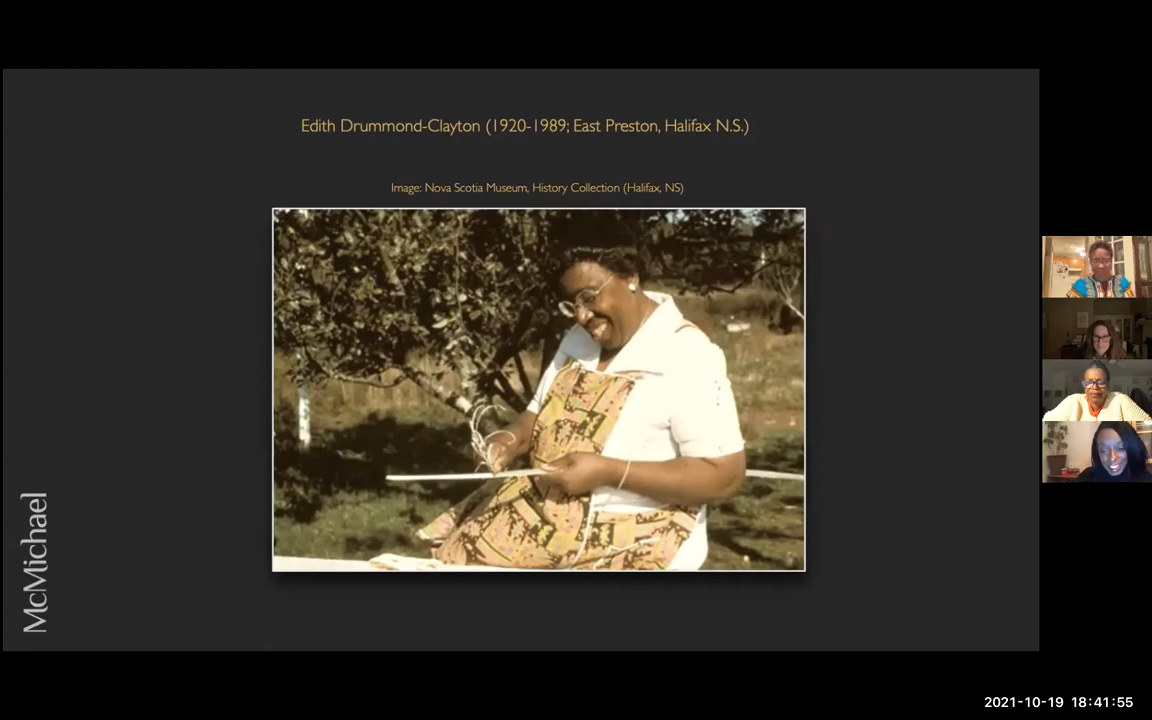 Edith Drummond-Clayton (1920-1989; East Preston, Halifax N.S.)
Image: Nova Scotia Museum, History Collection (Halifax, NS)
McMichael
2021-10-19 18:41:55